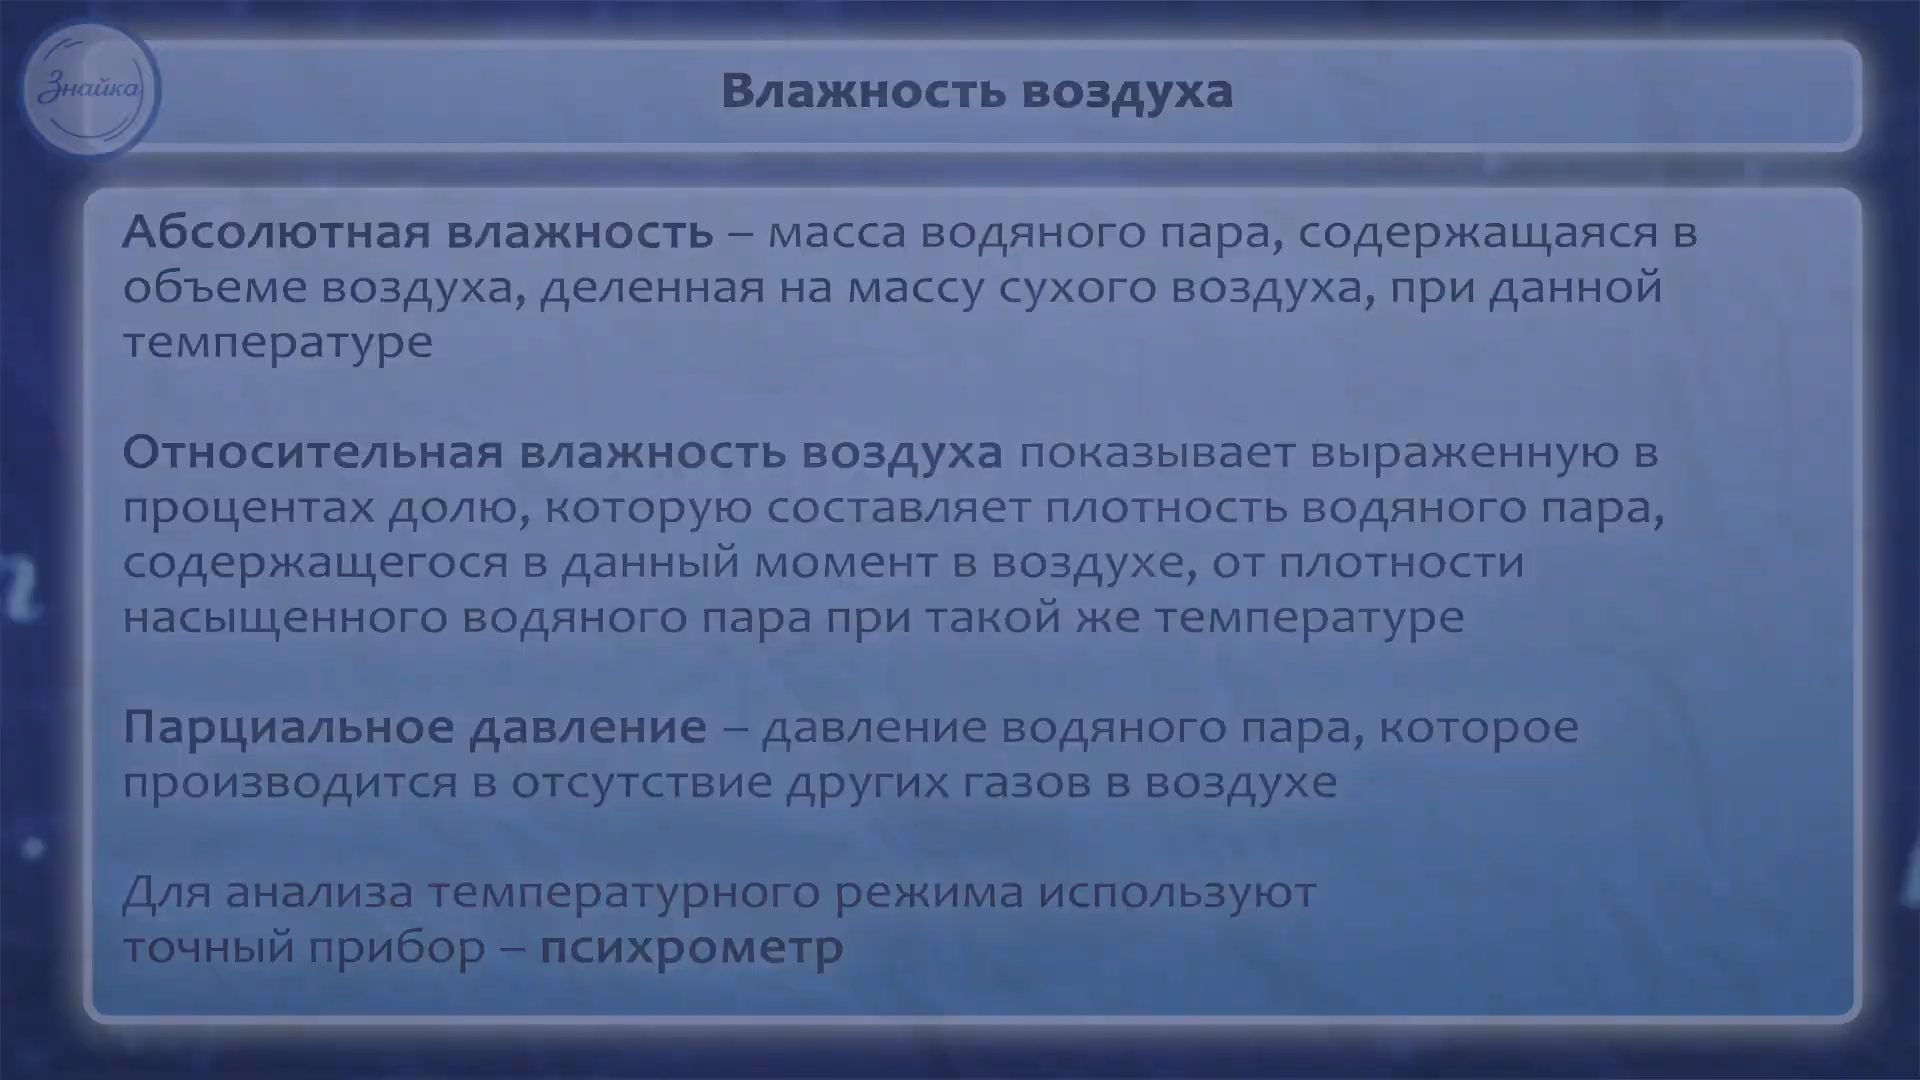 Знайка
Влажность воздуха
Абсолютная влажность – масса водяного пара, содержащаяся в
объеме воздуха, деленная на массу сухого воздуха, при данной
температуре
Относительная влажность воздуха показывает выраженную в
процентах долю, которую составляет плотность водяного пара,
содержащегося в данный момент в воздухе, от плотности
насыщенного водяного пара при такой же температуре
Парциальное давление – давление водяного пара, которое
производится в отсутствие других газов в воздухе
Для анализа температурного режима используют
точный прибор – психрометр